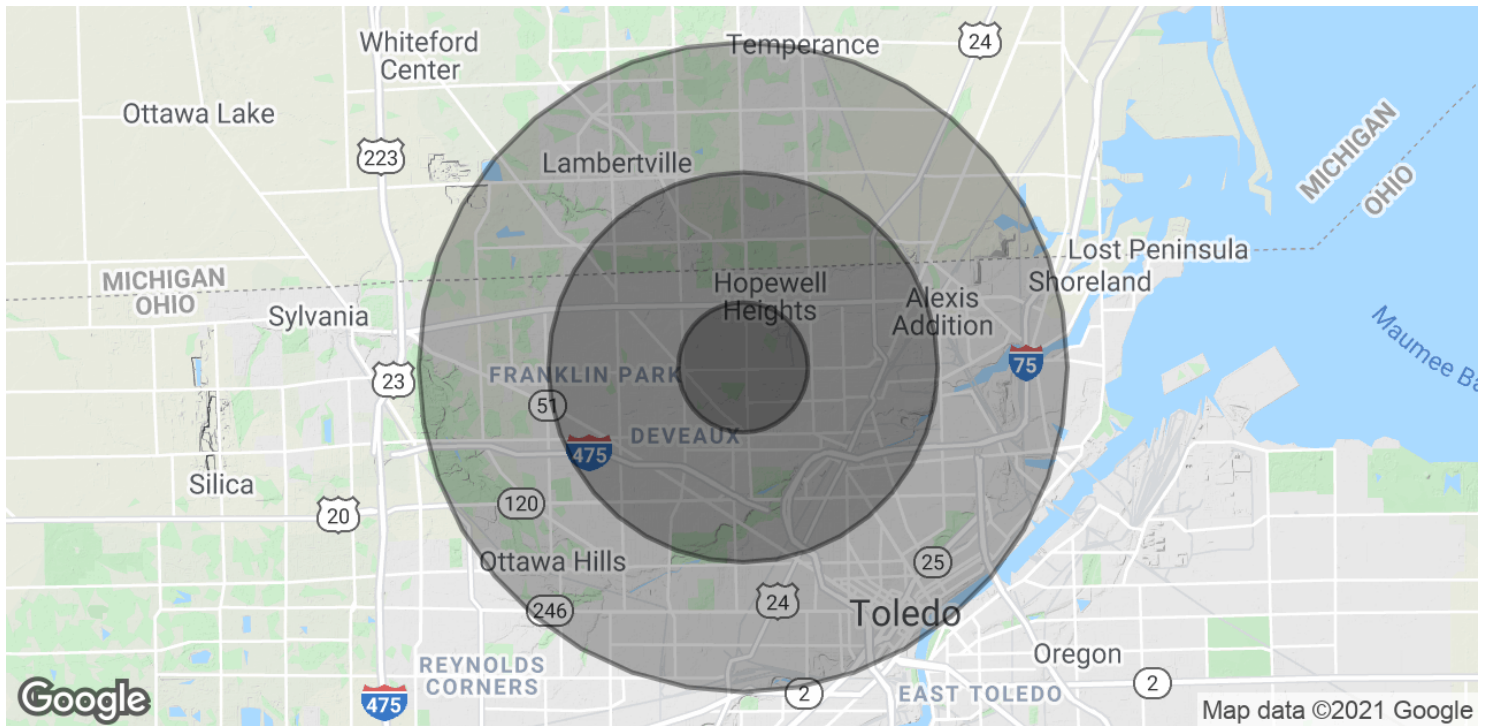 Whiteford
Center
Temperance
24
Ottawa Lake
223
Lambertville
MICHIGAN
OHIO
Lost Peninsula
MICHIGAN
OHIO
Hopewell
Heights
Shoreland
Alexis
Addition
Sylvania
Maumee Ba
75
23
FRANKLIN PARK
51
DEVEAUX
475
Silica
120
20
Ottawa Hills
25
246
24
Toledo
Oregon
REYNOLDS
CORNERS
2
EAST TOLEDO
2
475
Google
Map data ©2021 Google